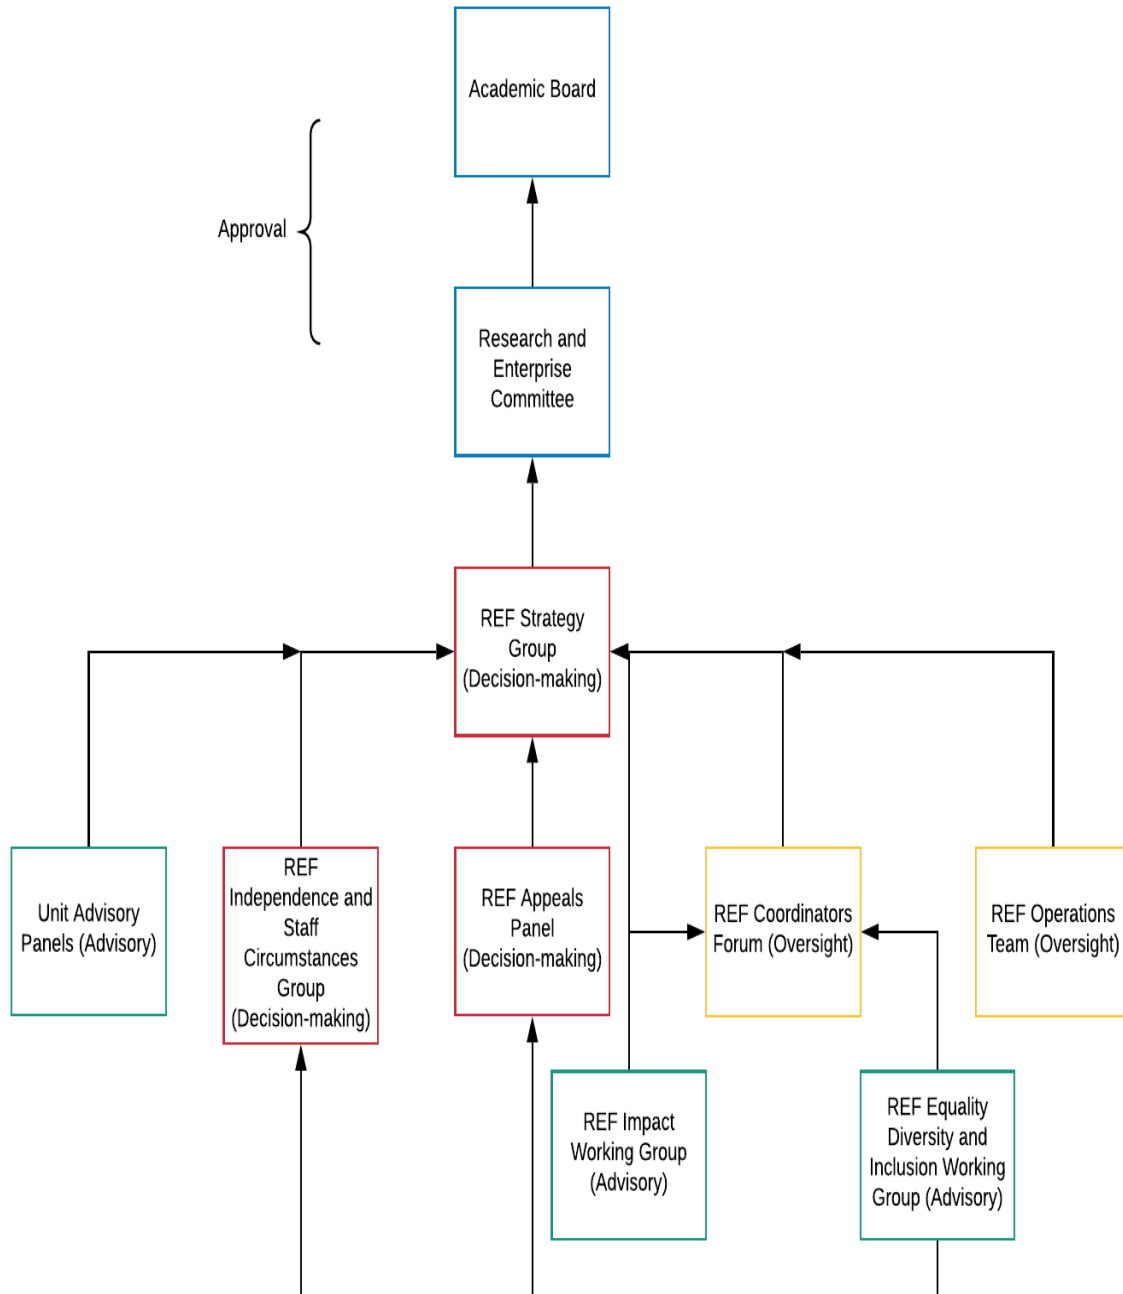 Academic Board
Approval
Research and
Enterprise
Committee
REF Strategy
Group
(Decision-making)
Unit Advisory
Panels (Advisory)
REF
Independence and
Staff
Circumstances
Group
(Decision-making)
REF Appeals
Panel
(Decision-making)
REF Coordinators
Forum (Oversight)
REF Operations
Team (Oversight)
REF Impact
Working Group
(Advisory)
REF Equality
Diversity and
Inclusion Working
Group (Advisory)